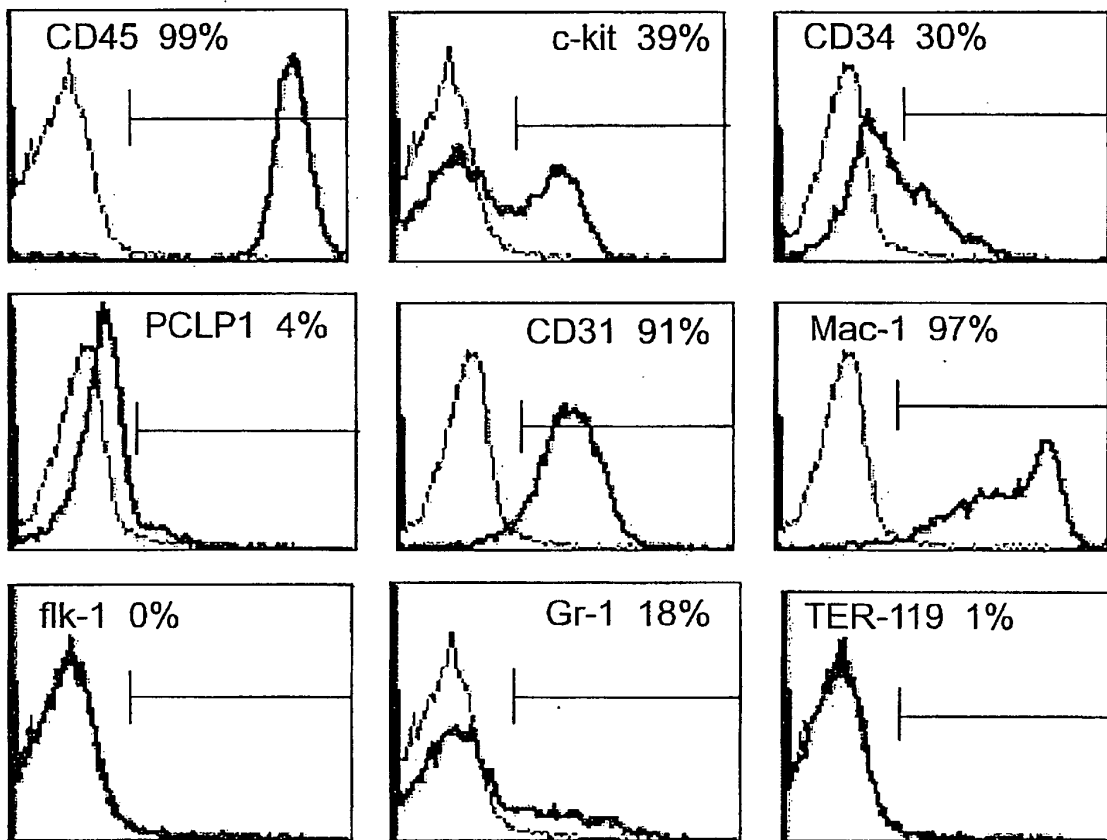 CD45 99%
c-kit 39%
CD34 30%
PCLP1 4%
CD31 91%
Mac-1 97%
flk-1 0%
Gr-1 18%
TER-119 1%